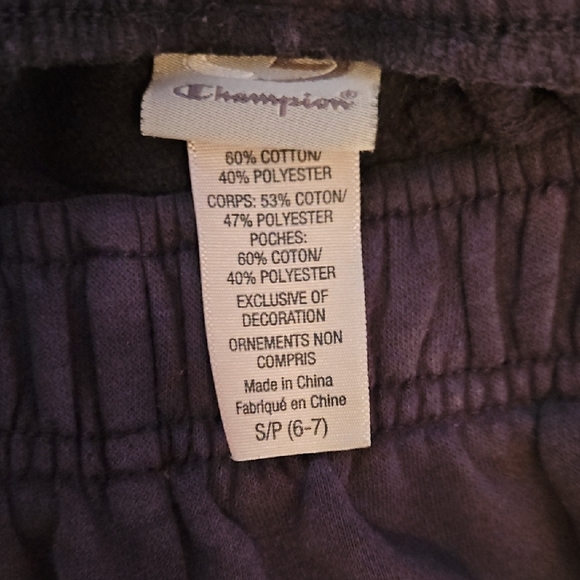 Champion®
60% COTTON/
40% POLYESTER
CORPS: 53% COTON/
47% POLYESTER
POCHES:
60% COTON/
40% POLYESTER
EXCLUSIVE OF
DECORATION
ORNEMENTS NON
COMPRIS
Made in China
Fabriqué en Chine
S/P (6-7)